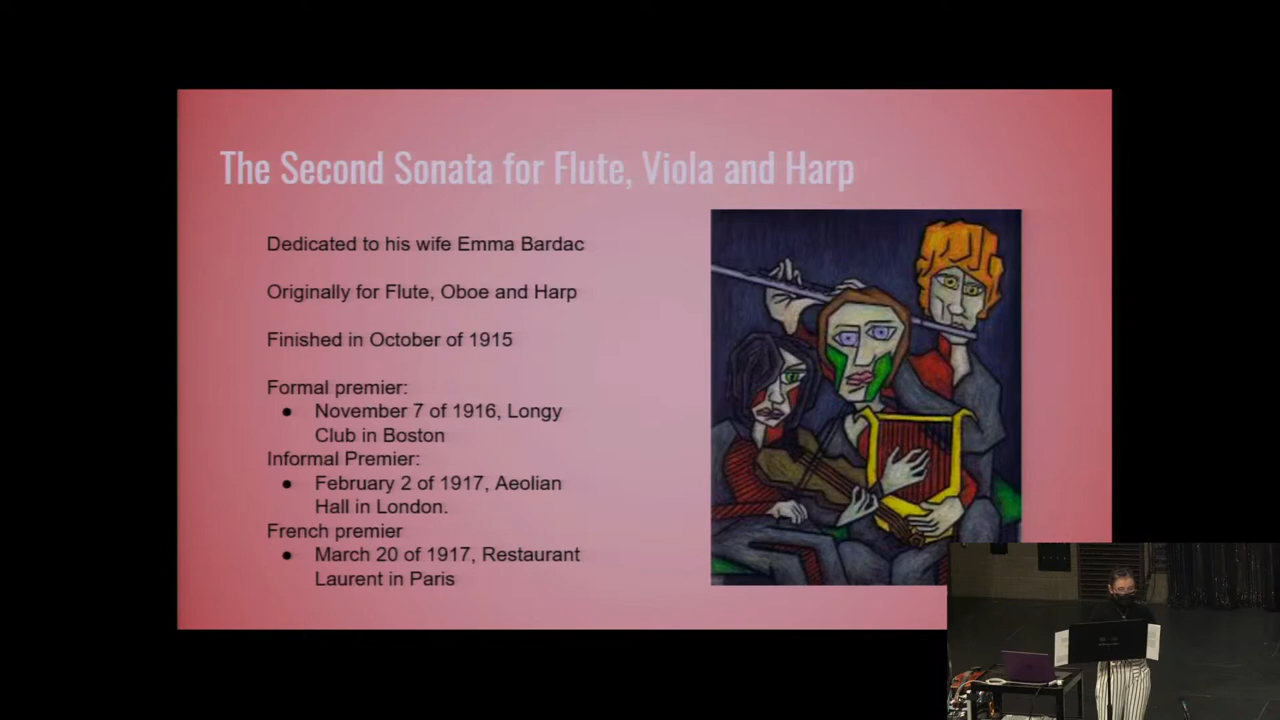 The Second Sonata for Flute, Viola and Harp
Dedicated to his wife Emma Bardac
Originally for Flute, Oboe and Harp
Finished in October of 1915
Formal premier:
● November 7 of 1916, Longy
Club in Boston
Informal Premier:
● February 2 of 1917, Aeolian
Hall in London.
French premier
● March 20 of 1917, Restaurant
Laurent in Paris